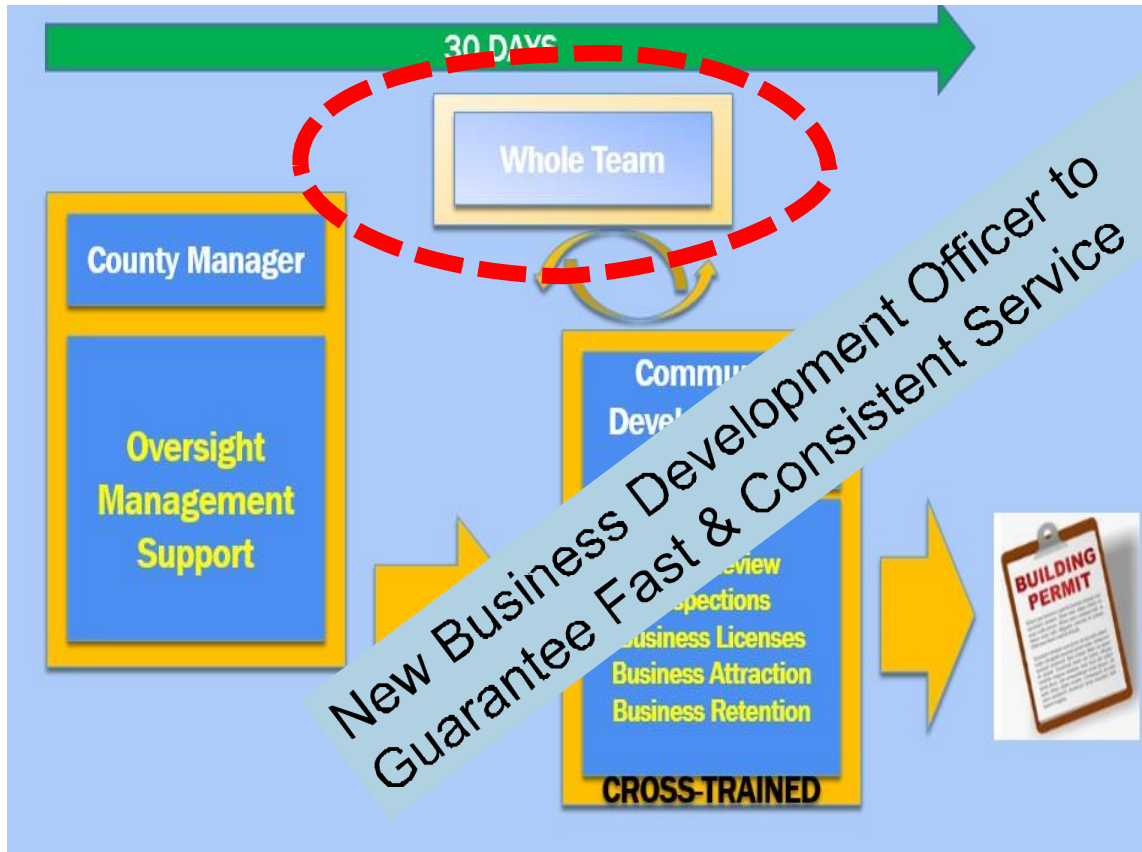 30 DAYS
Whole Team
County Manager
Oversight
Management
Support
New Business Development Officer to
Guarantee Fast & Consistent Service
Business Licenses
Business Attraction
Business Retention
CROSS-TRAINED
BUILDING
PERMIT